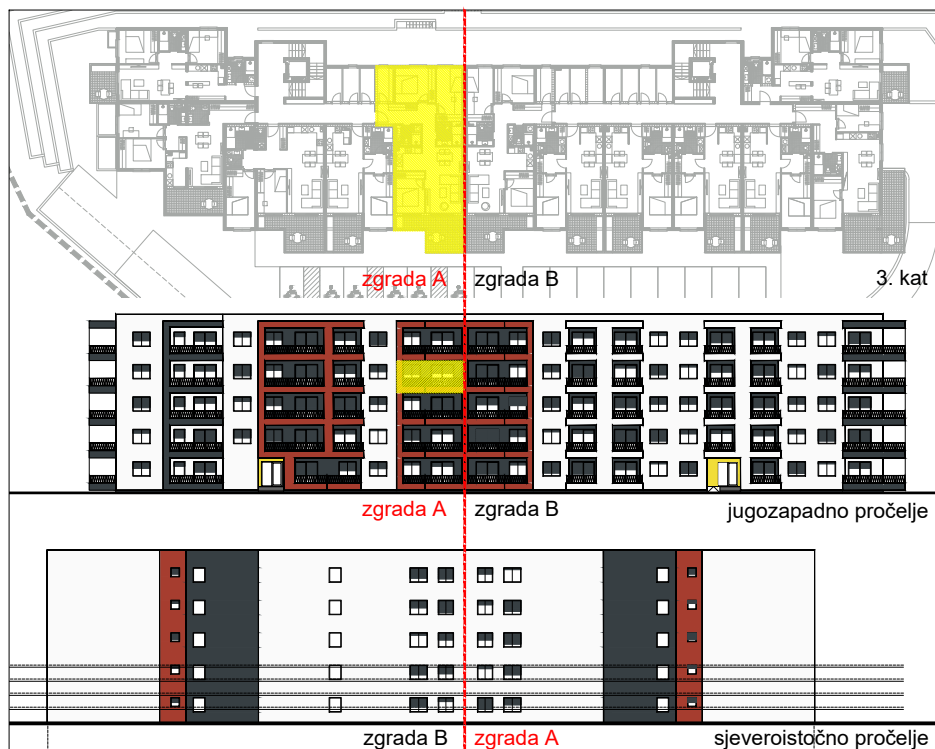 zgrada A zgrada B 3. kat
zgrada A zgrada B jugozapadno pročelje
zgrada B zgrada A sjeveroistočno pročelje